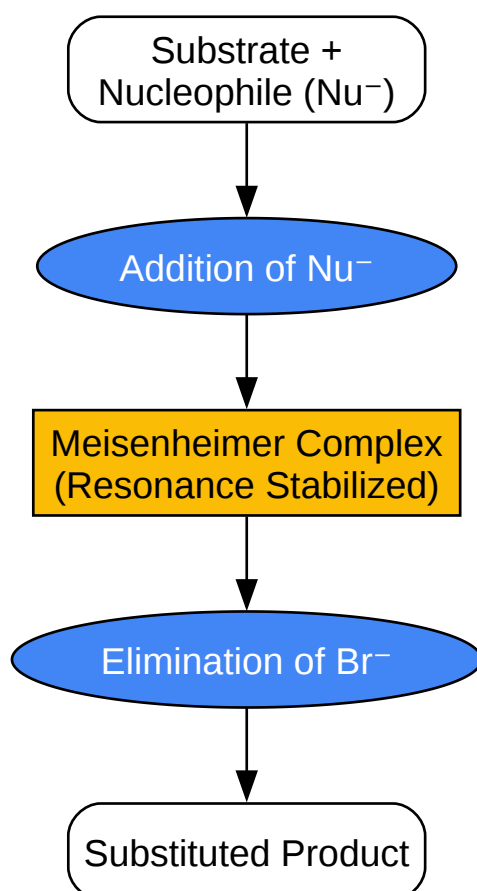 Substrate +
Nucleophile (Nu⁻)
Addition of Nu⁻
Meisenheimer Complex
(Resonance Stabilized)
Elimination of Br⁻
Substituted Product